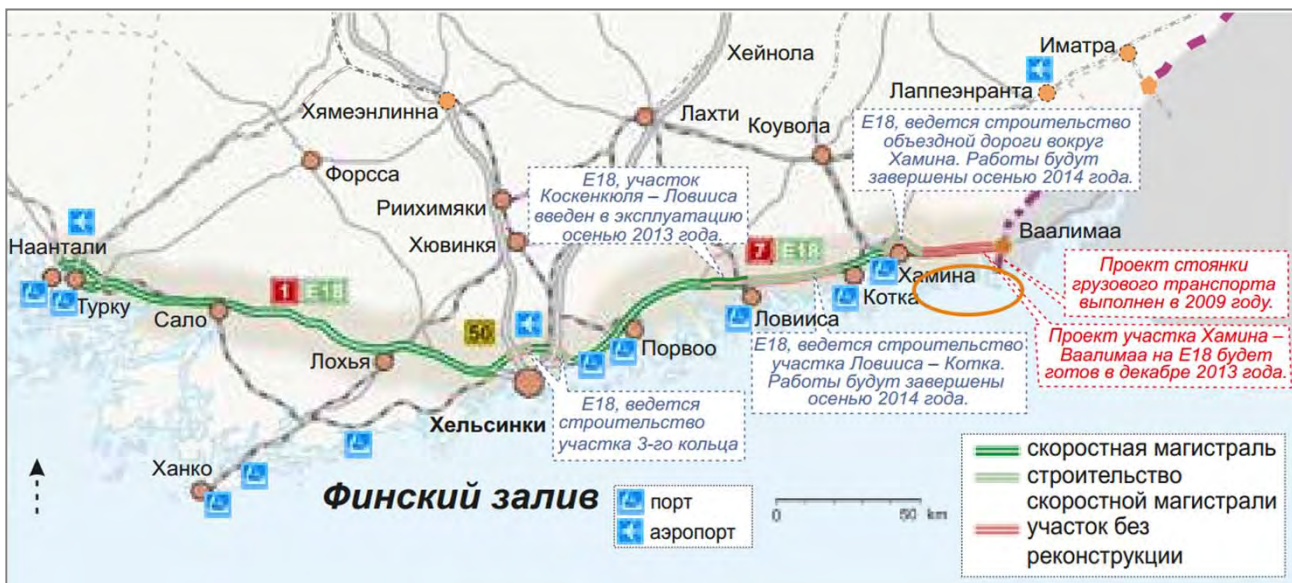 Хейнола
Иматра
Лаппеэнранта
Хямеэнлинна
Лахти
Коувола
E18, ведется строительство
объездной дороги вокруг
Хамина. Работы будут
завершены осенью 2014 года.
Форсса
E18, участок
Коскенкюля – Ловииса
введен в эксплуатацию
осенью 2013 года.
Риихимяки
Хювинкя
Наантали
Турку
Сало
1 E18
Лохья
50
Хельсинки
Порвоо
7 E18
Ловииса
Котка
Хамина
Ваалимаа
Проект стоянки
грузового транспорта
выполнен в 2009 году.
Проект участка Хамина –
Ваалимаа на E18 будет
готов в декабре 2013 года.
E18, ведется строительство
участка Ловииса – Котка.
Работы будут завершены
осенью 2014 года.
E18, ведется
строительство
участка 3-го кольца
Ханко
Финский залив
порт
аэропорт
0 50 km
скоростная магистраль
строительство
скоростной магистрали
участок без
реконструкции